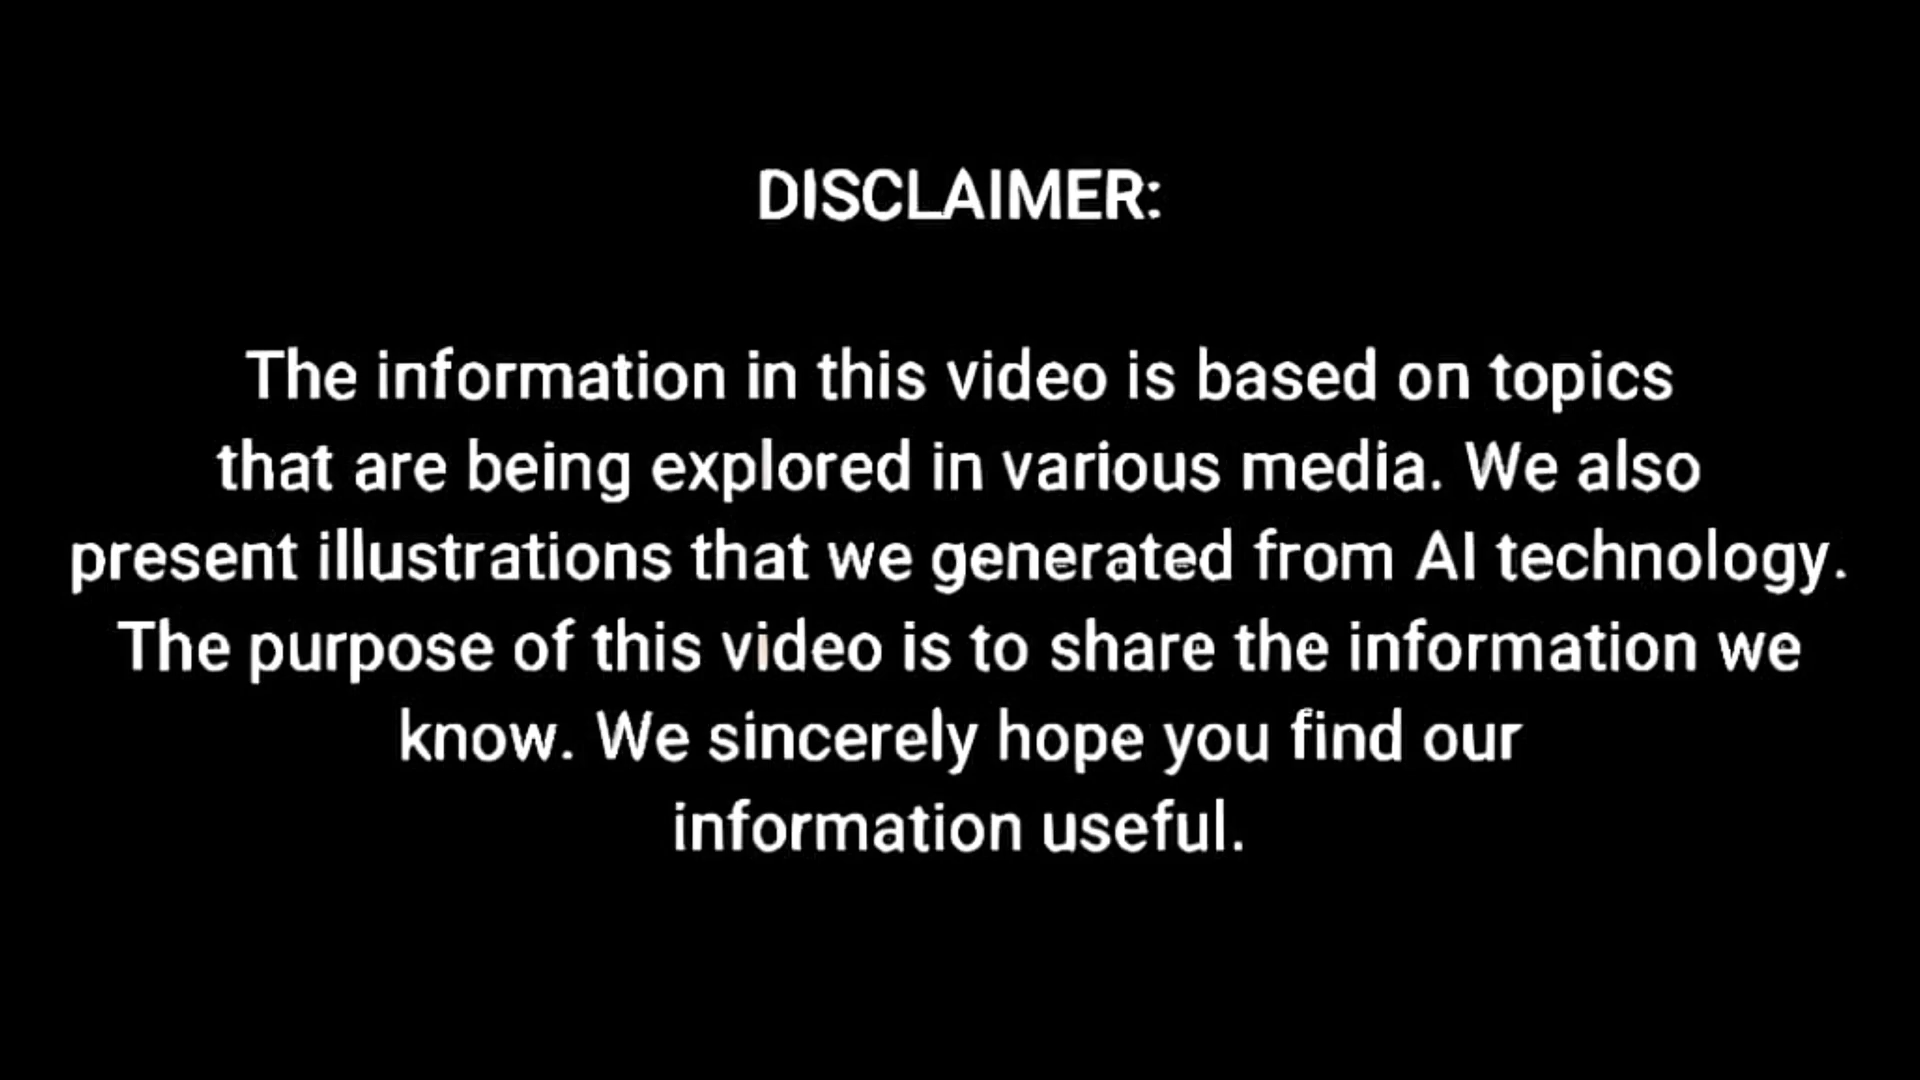 DISCLAIMER:
The information in this video is based on topics
that are being explored in various media. We also
present illustrations that we generated from AI technology.
The purpose of this video is to share the information we
know. We sincerely hope you find our
information useful.